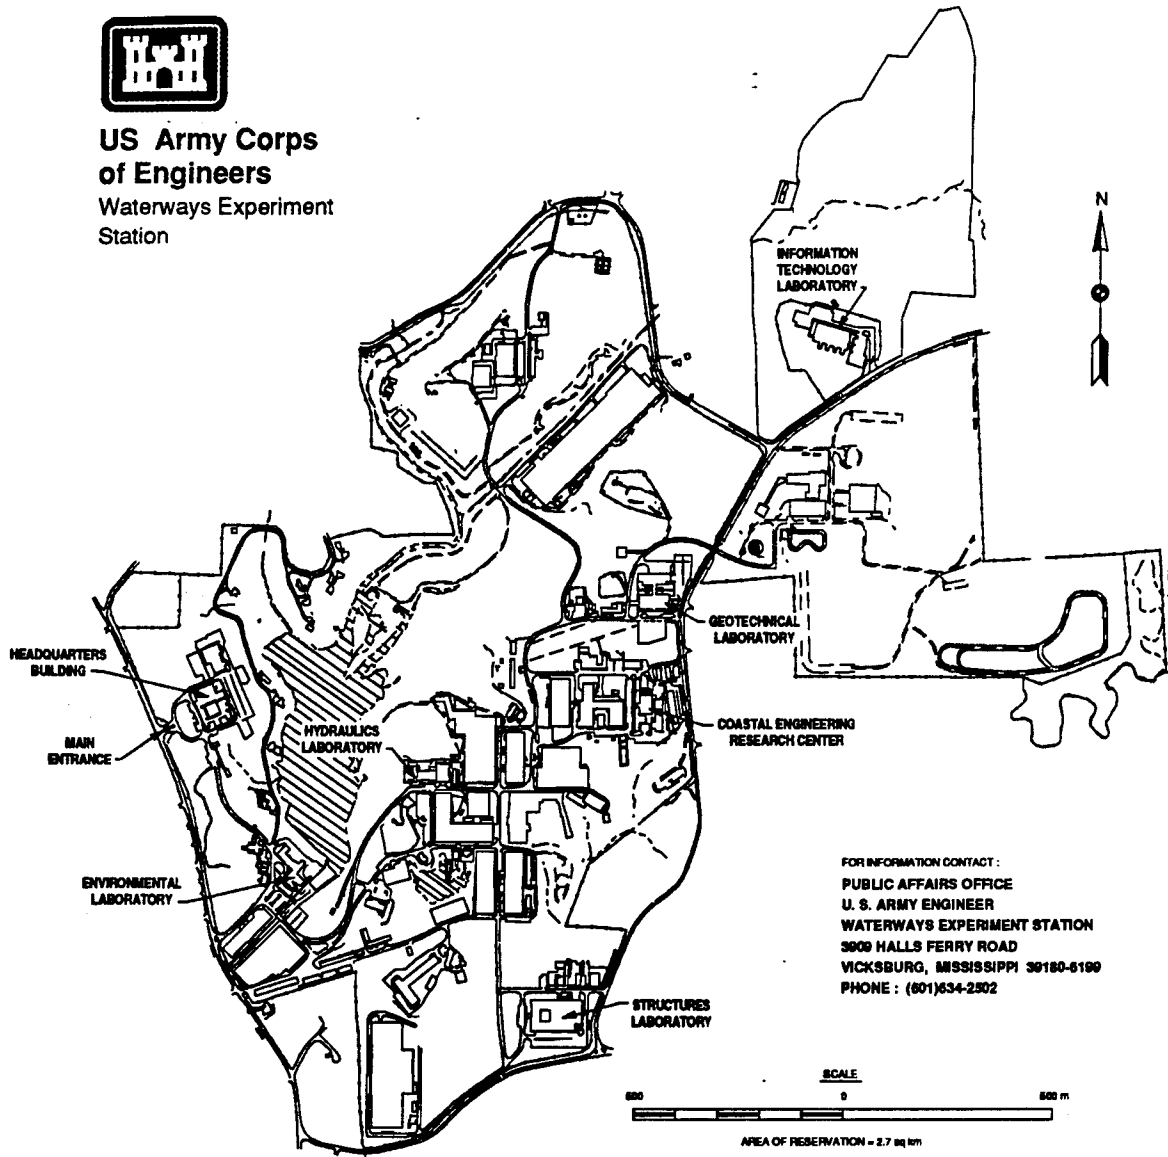 US Army Corps
of Engineers
Waterways Experiment
Station
N
INFORMATION
TECHNOLOGY
LABORATORY
GEOTECHNICAL
LABORATORY
HEADQUARTERS
BUILDING
HYDRAULICS
LABORATORY
COASTAL ENGINEERING
RESEARCH CENTER
MAIN
ENTRANCE
ENVIRONMENTAL
LABORATORY
FOR INFORMATION CONTACT :
PUBLIC AFFAIRS OFFICE
U. S. ARMY ENGINEER
WATERWAYS EXPERIMENT STATION
3909 HALLS FERRY ROAD
VICKSBURG, MISSISSIPPI 39180-6199
PHONE : (601)634-2502
STRUCTURES
LABORATORY
SCALE
500 0 500 m
AREA OF RESERVATION = 2.7 sq km